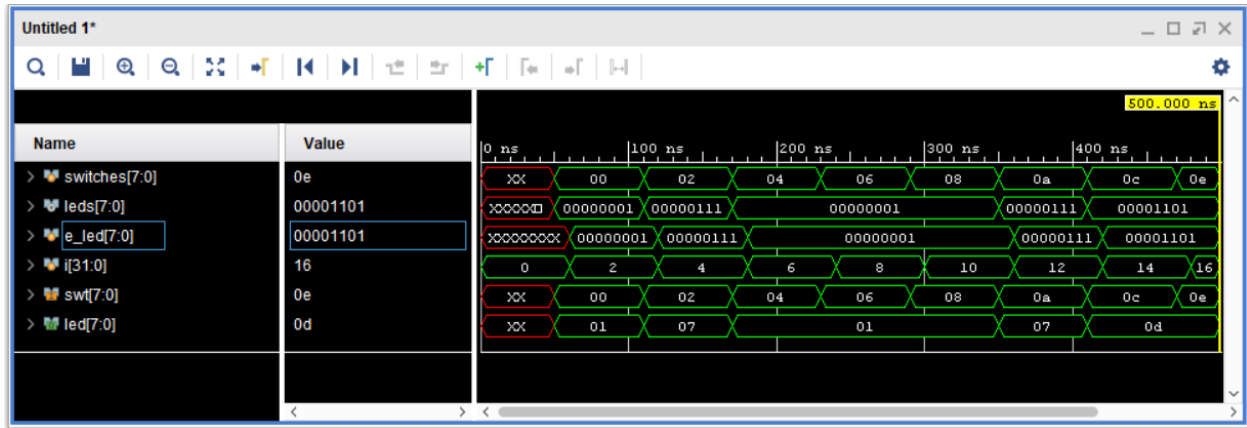 Untitled 1*
500.000 ns
Name Value 0 ns 100 ns 200 ns 300 ns 400 ns
switches[7:0] 0e XX 00 02 04 06 08 0a 0c 0e
leds[7:0] 00001101 00000001 00000111 00000001 00000111 00001101
e_led[7:0] 00001101 XXXXXXXX 00000001 00000111 00000001 00000111 00001101
i[31:0] 16 0 2 4 6 8 10 12 14 16
swt[7:0] 0e XX 00 02 04 06 08 0a 0c 0e
led[7:0] 0d XX 01 07 01 07 0d